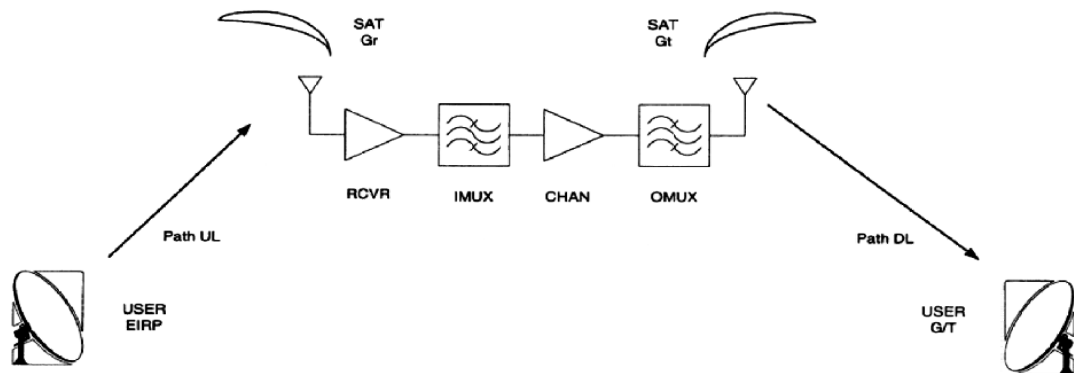 SAT
Gr
SAT
Gt
RCVR
IMUX
CHAN
OMUX
Path UL
Path DL
USER
EIRP
USER
G/T